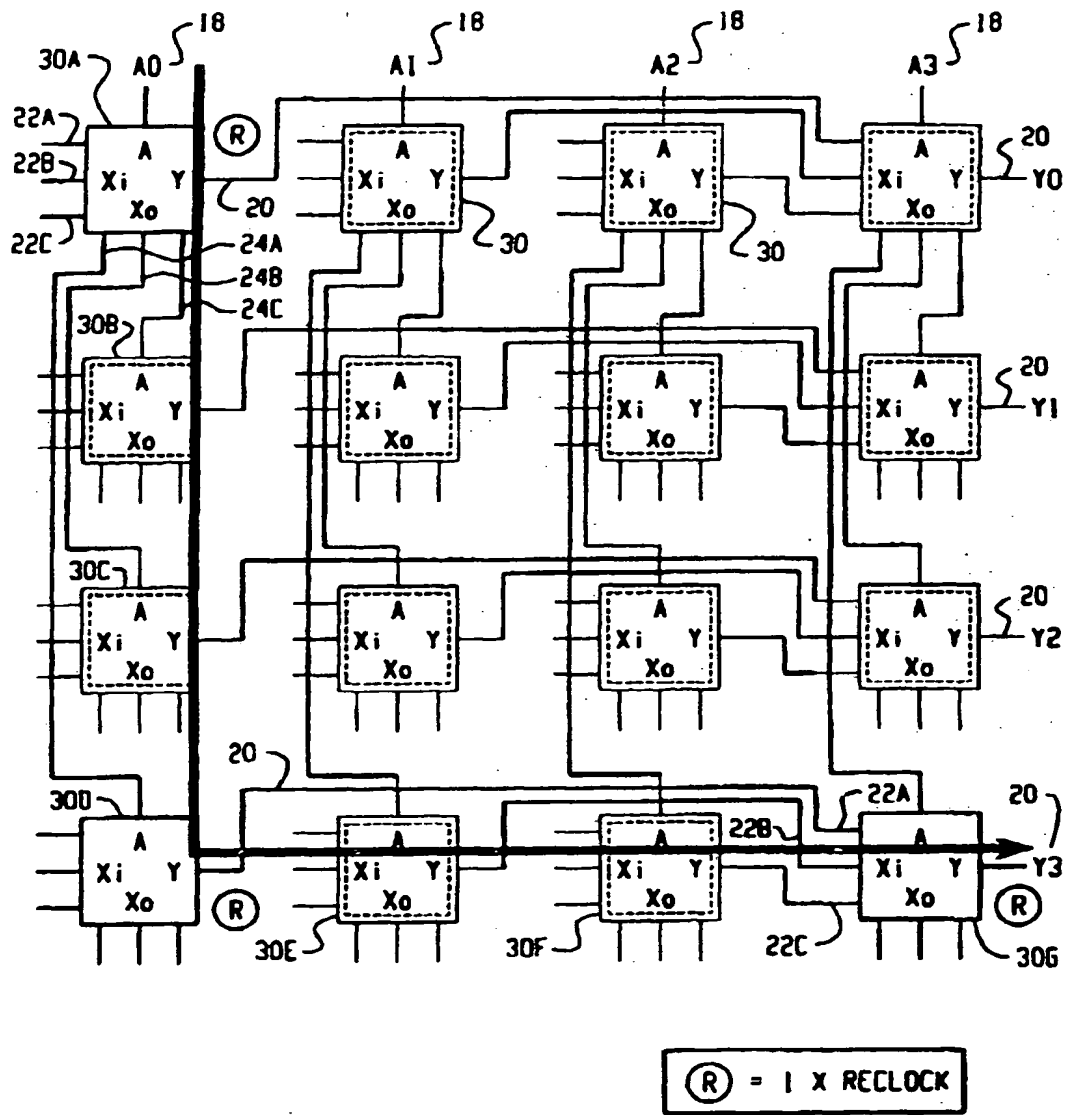 18 18 18 18
30A A0 A1 A2 A3
22A R
A A A A 20
22B Xi Y Xi Y Xi Y Xi Y Y0
Xo Xo Xo Xo
22C 20 30 30
24A
24B
24C
30B
A A A A 20
Xi Y Xi Y Xi Y Xi Y Y1
Xo Xo Xo Xo
30C
A A A A 20
Xi Y Xi Y Xi Y Xi Y Y2
Xo Xo Xo Xo
20
30D 22A 20
A A 22B A A
Xi Y Xi Y Xi Y Xi Y Y3
Xo R Xo Xo Xo R
30E 30F 22C 30G
R = 1 X RECLOCK